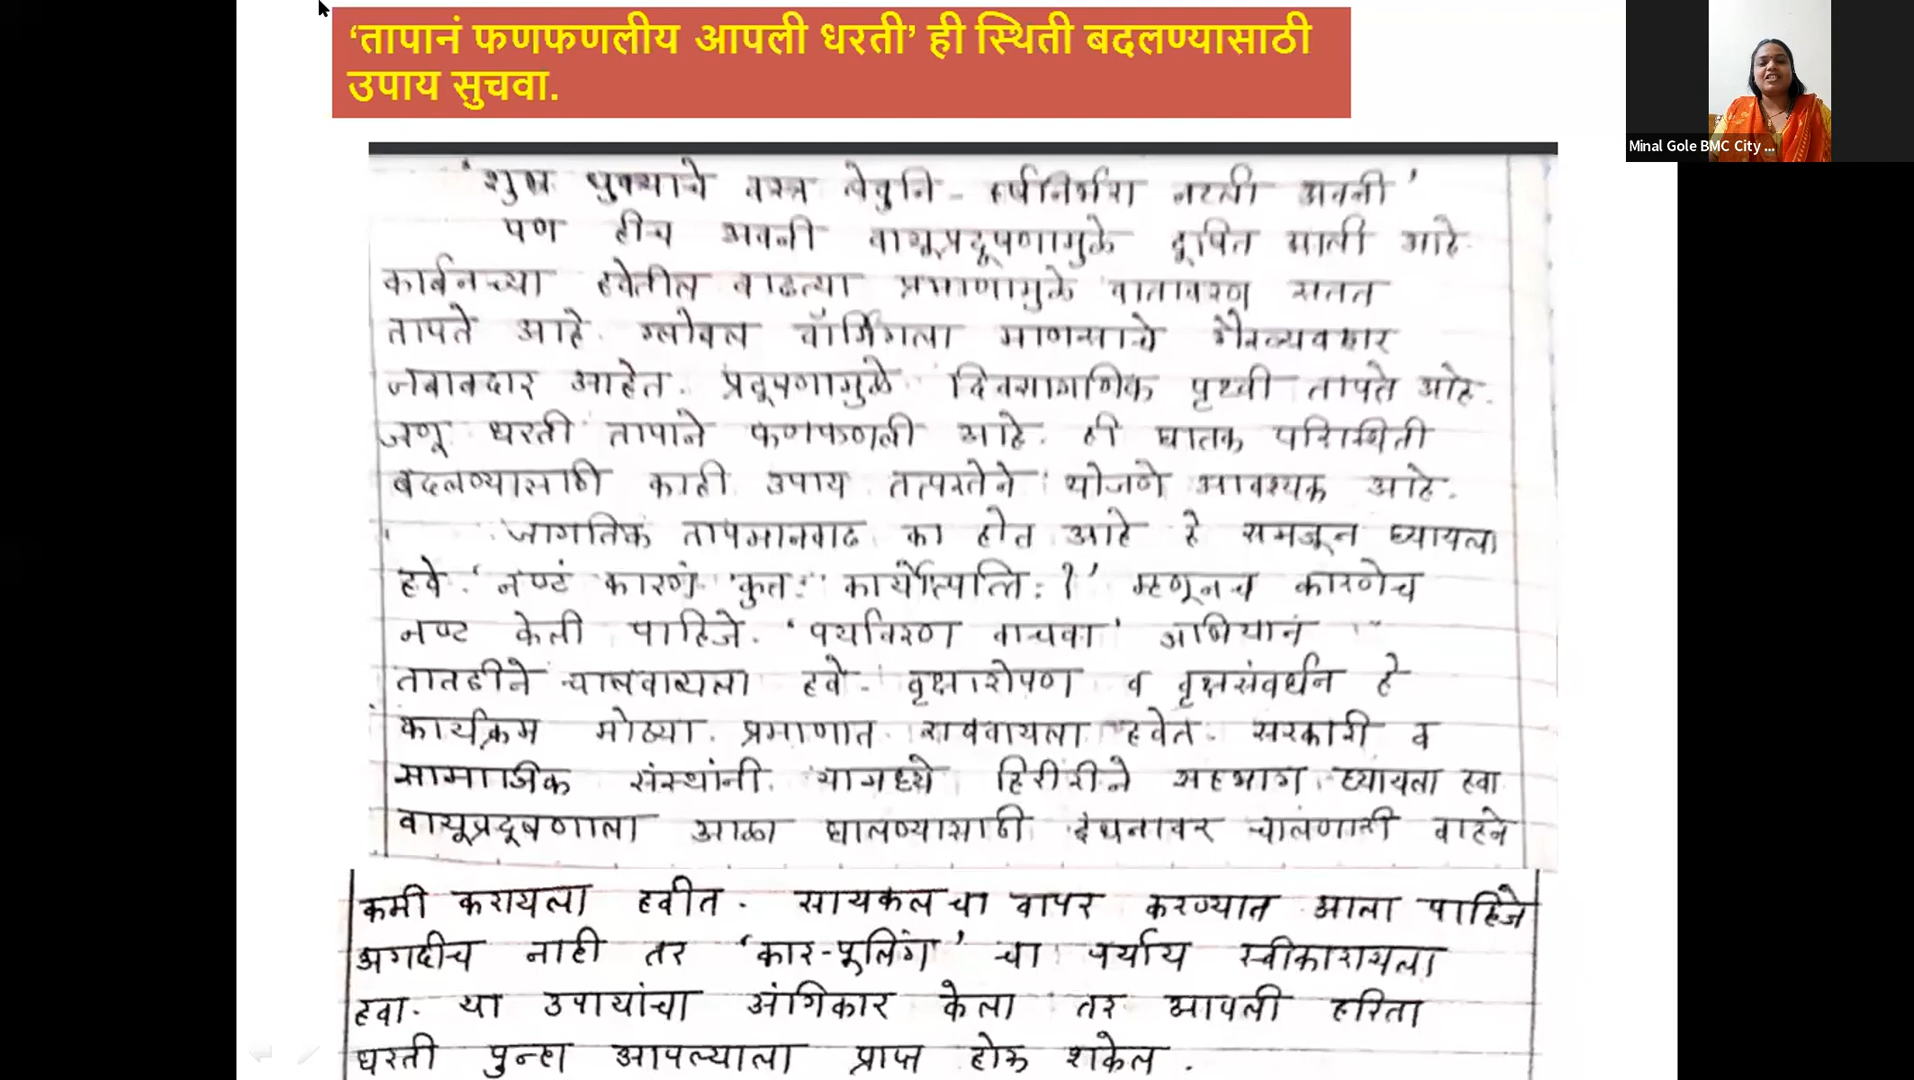 ‘तापानं फणफणलीय आपली धरती’ ही स्थिती बदलण्यासाठी
उपाय सुचवा.
Minal Gole BMC City ...
'शुभ्र धुक्याचे वस्त्र लेवुनि - हर्षनिर्भरा नटली अवनी'
पण हीच अवनी वायूप्रदूषणामुळे दूषित झाली आहे
कार्बनच्या हवेतील वाढत्या प्रमाणामुळे वातावरण सतत
तापते आहे. ग्लोबल वॉर्मिंगला माणसाचे गैरव्यवहार
जबाबदार आहेत. प्रदूषणामुळे दिवसागणिक पृथ्वी तापते आहे.
जणू धरती तापाने फणफणली आहे. ही घातक परिस्थिती
बदलण्यासाठी काही उपाय तत्परतेने योजणे आवश्यक आहे.
जागतिक तापमानवाढ का होत आहे हे समजून घ्यायला
हवे. 'नष्टं कारणं कुतः कार्योत्पत्तिः?' म्हणूनच कारणेच
नष्ट केली पाहिजे. 'पर्यावरण वाचवा' अभियान
तातडीने चालवायला हवे. वृक्षारोपण व वृक्षसंवर्धन हे
कार्यक्रम मोठ्या प्रमाणात राबवायला हवेत. सरकारी व
सामाजिक संस्थांनी यामध्ये हिरीरीने सहभाग घ्यायला हवा
वायूप्रदूषणाला आळा घालण्यासाठी इंधनावर चालणारी वाहने
कमी करायला हवीत. सायकलचा वापर करण्यात आला पाहिजे
अगदीच नाही तर 'कार-पूलिंग' चा पर्याय स्वीकारायला
हवा. या उपायांचा अंगिकार केला तर आपली हरिता
धरती पुन्हा आपल्याला प्राप्त होऊ शकेल.